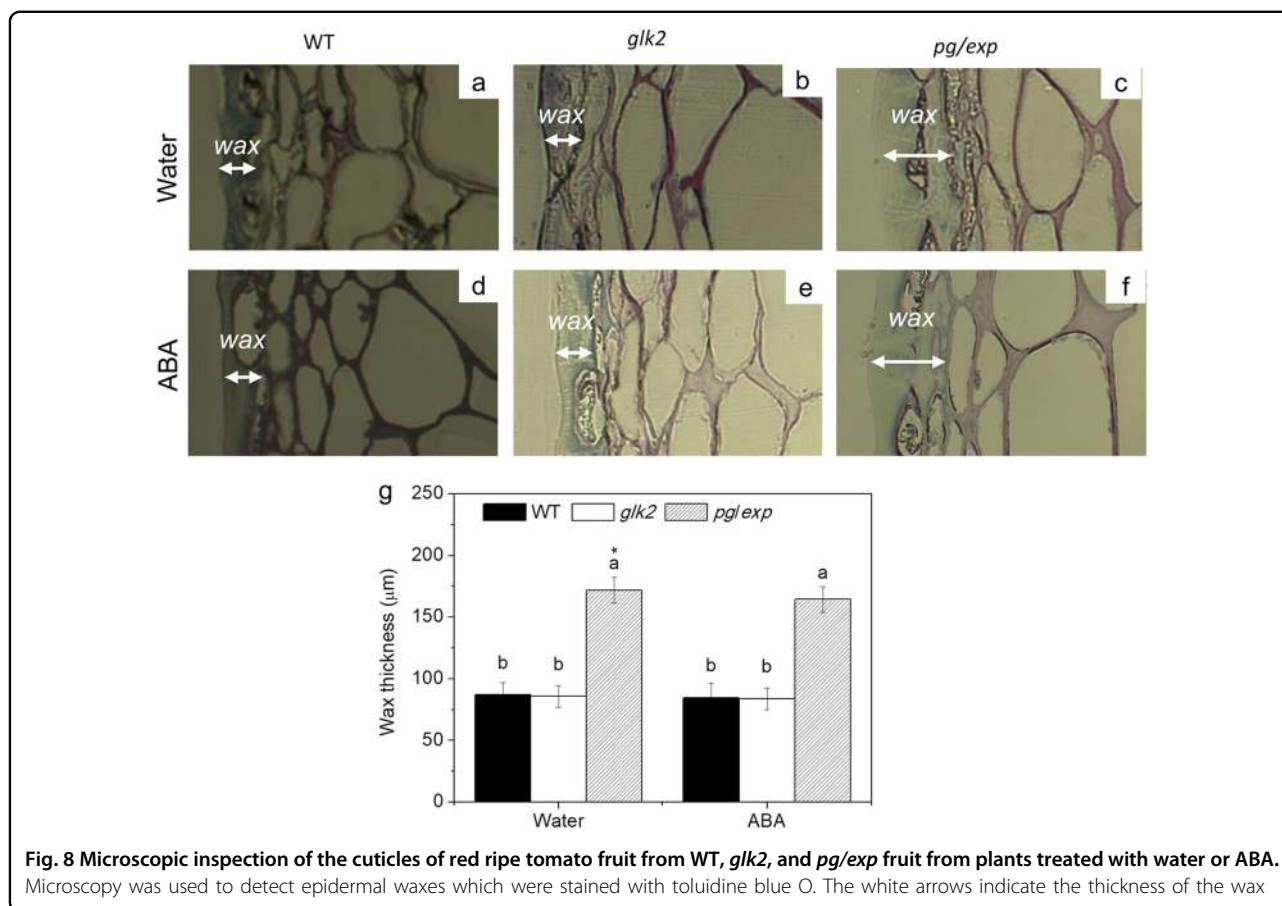 WT glk2 pg/exp
Water
a
wax
b
wax
c
wax
ABA
d
wax
e
wax
f
wax
g
250
200
150
100
50
0
Wax thickness (μm)
WT glk2 pg/exp
b b * a
b b a
Water ABA
Fig. 8 Microscopic inspection of the cuticles of red ripe tomato fruit from WT, glk2, and pg/exp fruit from plants treated with water or ABA.
Microscopy was used to detect epidermal waxes which were stained with toluidine blue O. The white arrows indicate the thickness of the wax